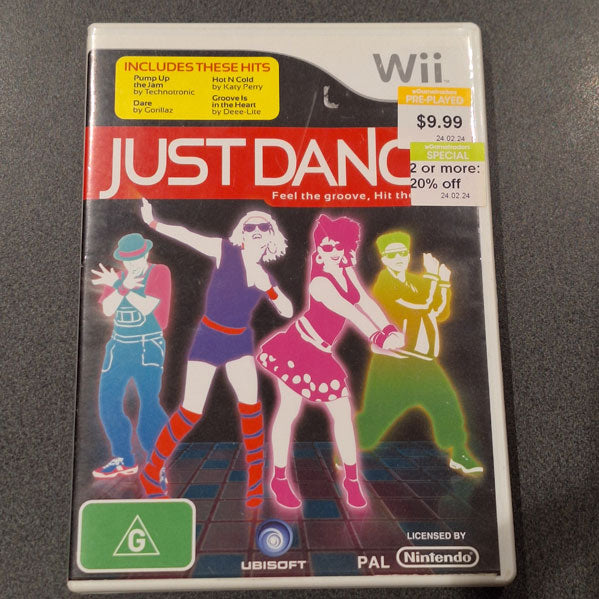 INCLUDES THESE HITS
Pump Up
the Jam
by Technotronic
Dare
by Gorillaz
Hot N Cold
by Katy Perry
Groove Is
in the Heart
by Deee-Lite
Wii
eGametraders
PRE-PLAYED
$9.99
24.02.24
eGametraders
SPECIAL
2 or more:
20% off
24.02.24
JUST DANC
Feel the groove, Hit the
G
UBISOFT
LICENSED BY
PAL Nintendo